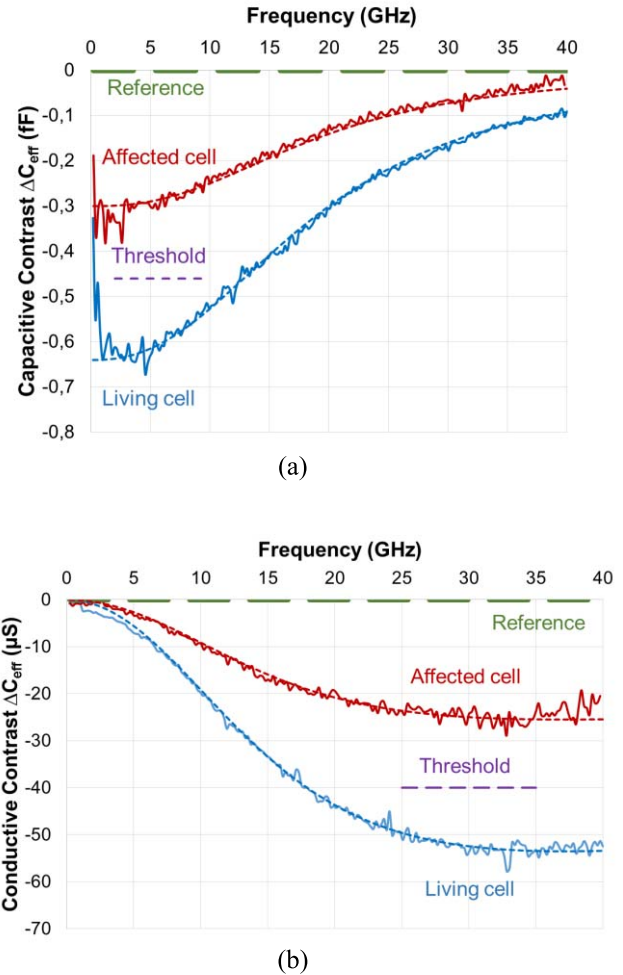 Frequency (GHz)
0 5 10 15 20 25 30 35 40
Capacitive Contrast ΔCeff (fF)
0
-0,1
-0,2
-0,3
-0,4
-0,5
-0,6
-0,7
-0,8
Reference
Affected cell
Threshold
Living cell
(a)
Frequency (GHz)
0 5 10 15 20 25 30 35 40
Conductive Contrast ΔCeff (µS)
0
-10
-20
-30
-40
-50
-60
-70
Reference
Affected cell
Threshold
Living cell
(b)